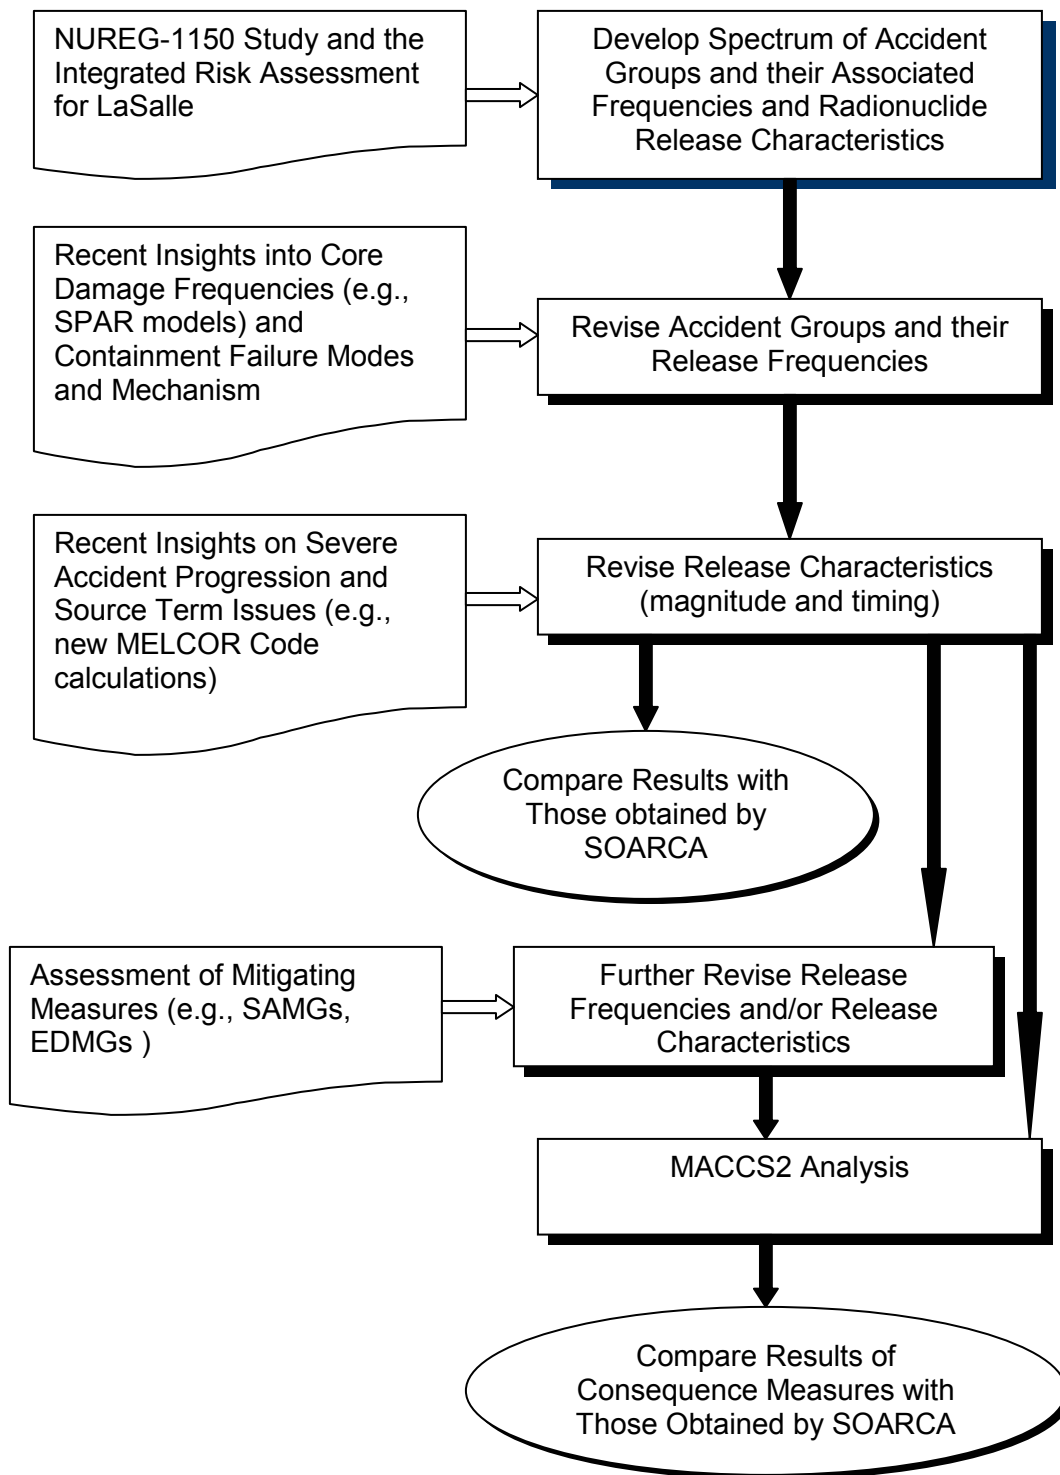 NUREG-1150 Study and the
Integrated Risk Assessment
for LaSalle
Develop Spectrum of Accident
Groups and their Associated
Frequencies and Radionuclide
Release Characteristics
Recent Insights into Core
Damage Frequencies (e.g.,
SPAR models) and
Containment Failure Modes
and Mechanism
Revise Accident Groups and their
Release Frequencies
Recent Insights on Severe
Accident Progression and
Source Term Issues (e.g.,
new MELCOR Code
calculations)
Revise Release Characteristics
(magnitude and timing)
Compare Results with
Those obtained by
SOARCA
Assessment of Mitigating
Measures (e.g., SAMGs,
EDMGs )
Further Revise Release
Frequencies and/or Release
Characteristics
MACCS2 Analysis
Compare Results of
Consequence Measures with
Those Obtained by SOARCA